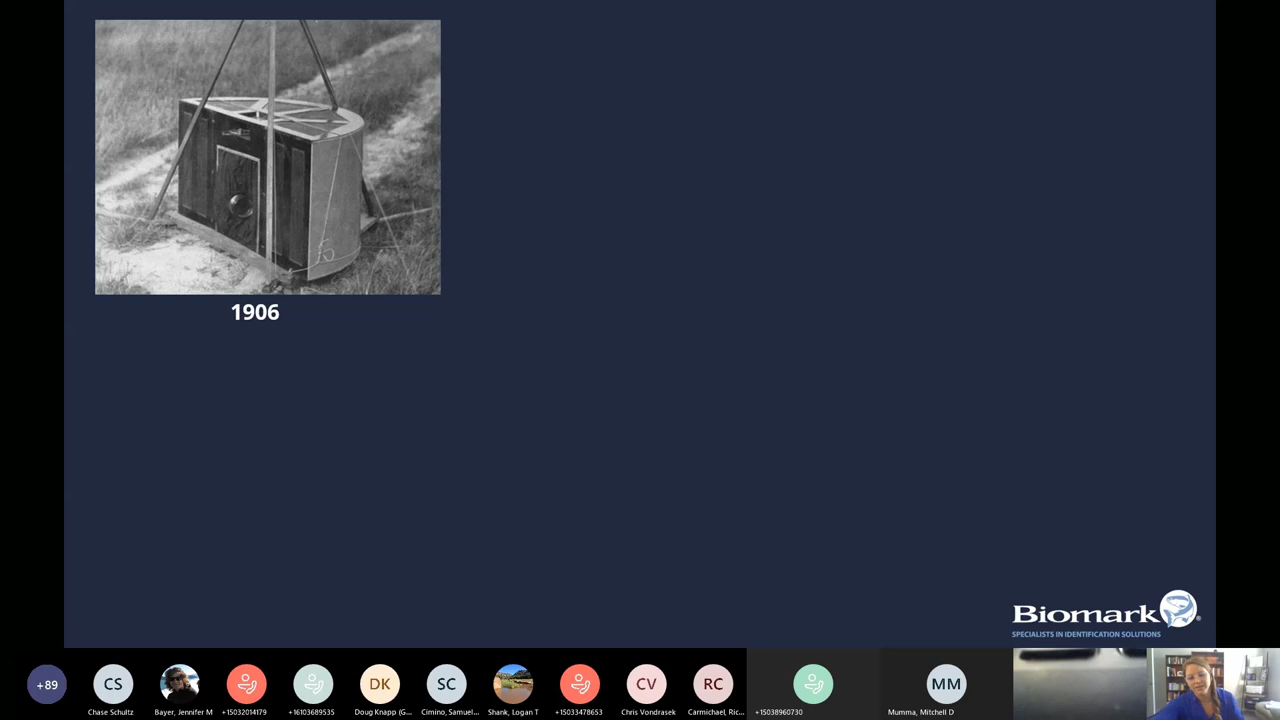 1906
Biomark®
SPECIALISTS IN IDENTIFICATION SOLUTIONS
+89
CS
DK
SC
CV
RC
MM
Chase Schultz
Bayer, Jennifer M
+15032014179
+16103689535
Doug Knapp (G...
Cimino, Samuel...
Shank, Logan T
+15033478653
Chris Vondrasek
Carmichael, Ric...
+15038960730
Mumma, Mitchell D